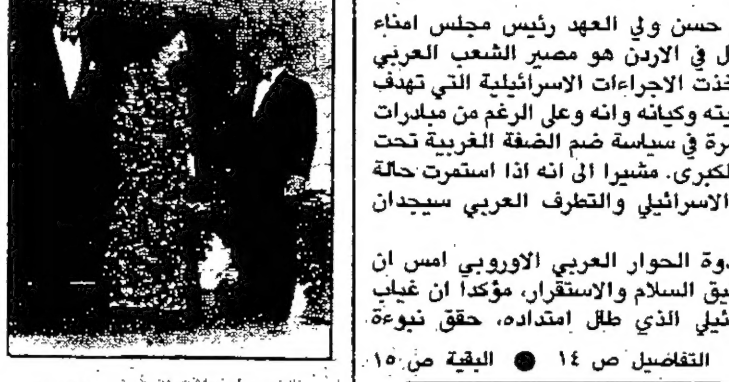 حسن ولي العهد رئيس مجلس امناء
ل في الاردن هو مصير الشعب العربي
خذت الاجراءات الاسرائيلية التي تهدف
يته وكيانه وانه وعلى الرغم من مبادرات
رة في سياسة ضم الضفة الغربية تحت
لكبرى. مشيرا الى انه اذا استمرت حالة
الاسرائيلي والتطرف العربي سيجدان
دوة الحوار العربي الاوروبي امس ان
يق السلام والاستقرار، مؤكدا ان غياب
ئيلي الذي طال امتداده، حقق نبوءة
التفاصيل ص ١٤ ● البقية ص ١٥